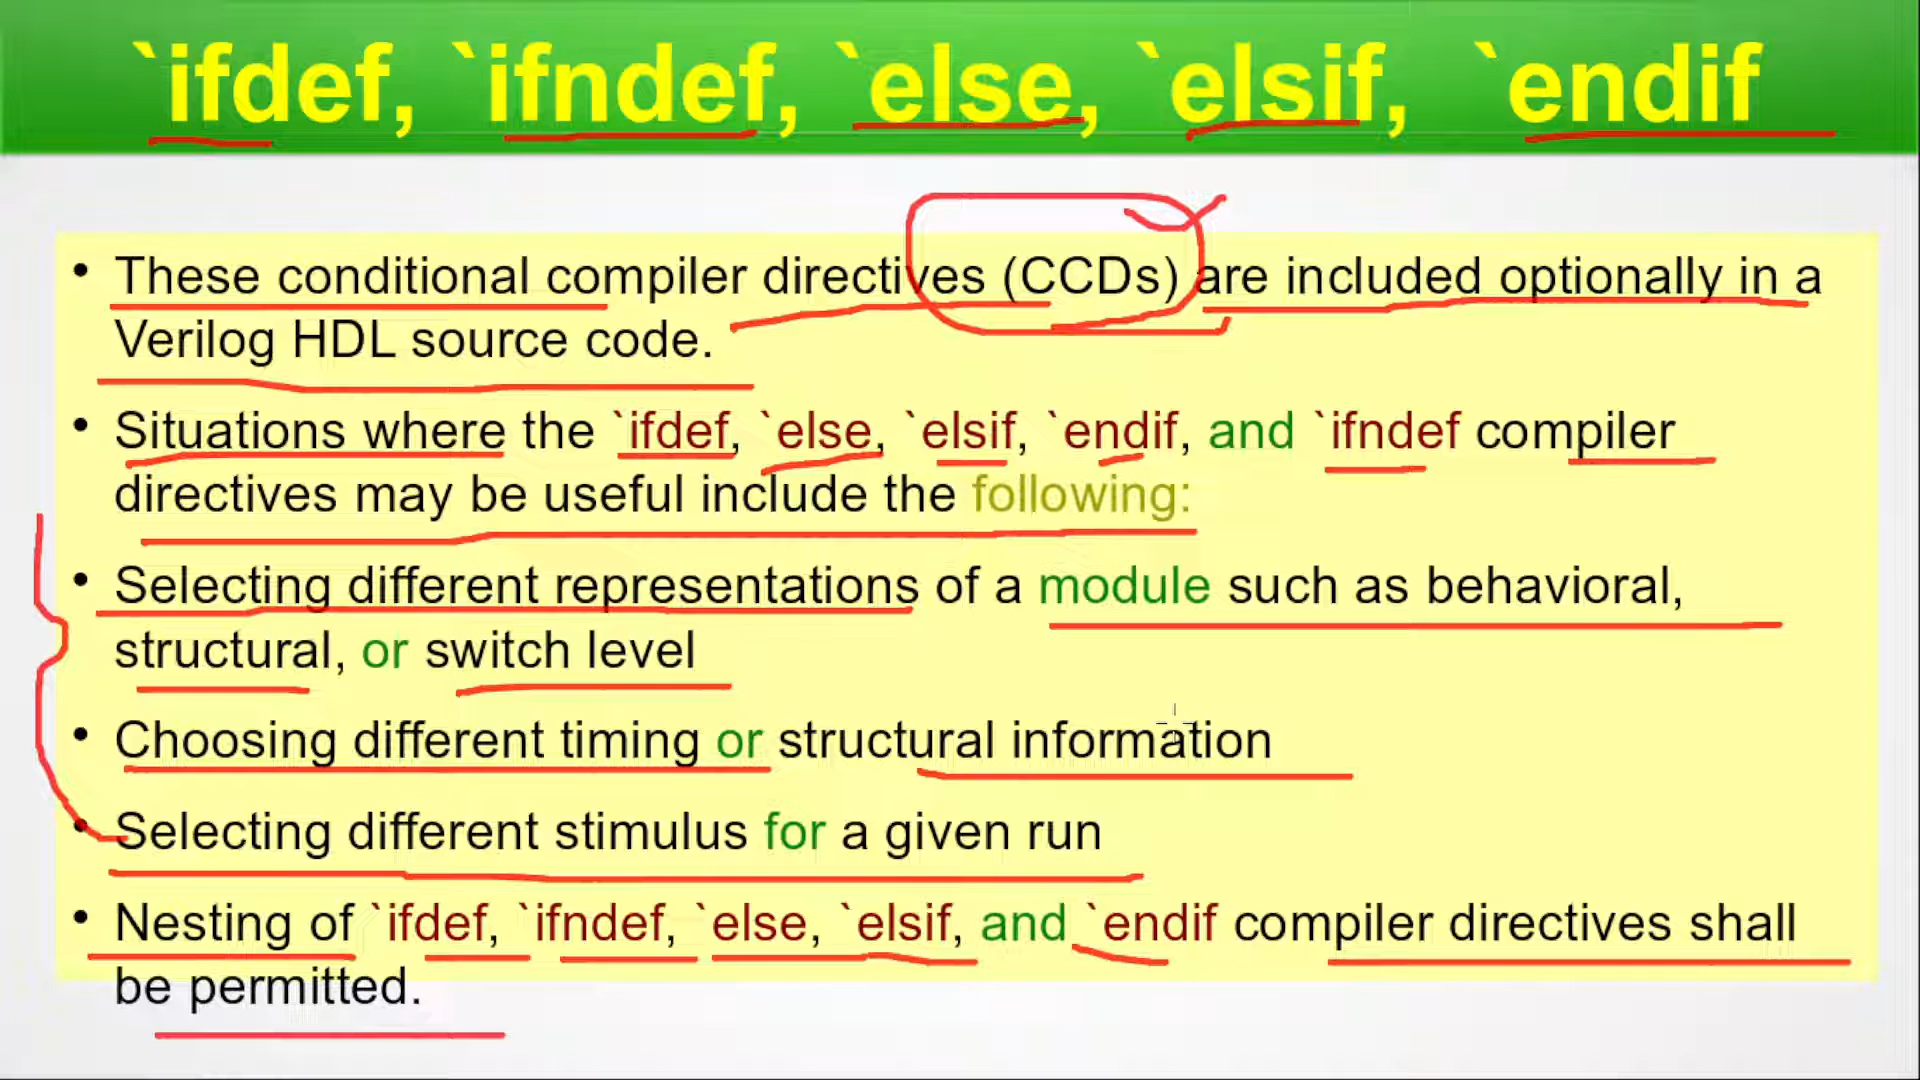 `ifdef, `ifndef, `else, `elsif, `endif
• These conditional compiler directives (CCDs) are included optionally in a
Verilog HDL source code.
• Situations where the `ifdef, `else, `elsif, `endif, and `ifndef compiler
directives may be useful include the following:
• Selecting different representations of a module such as behavioral,
structural, or switch level
• Choosing different timing or structural information
• Selecting different stimulus for a given run
• Nesting of `ifdef, `ifndef, `else, `elsif, and `endif compiler directives shall
be permitted.